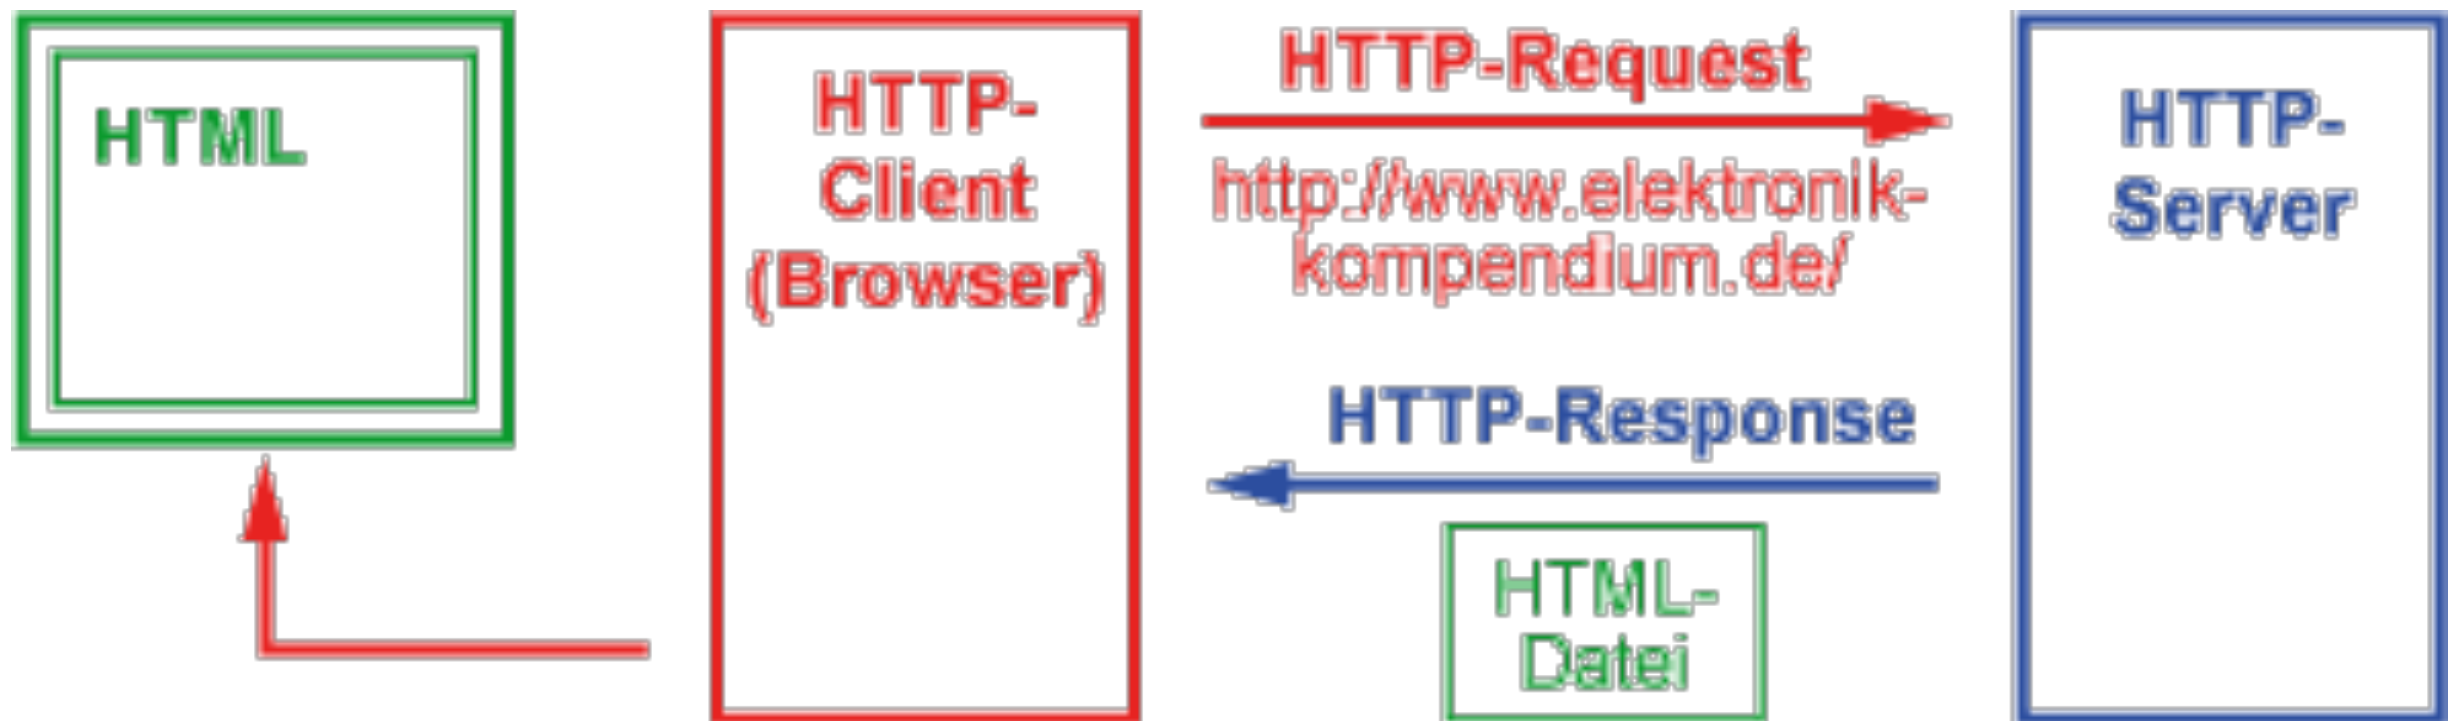 HTML
HTTP-
Client
(Browser)
HTTP-Request
http://www.elektronik-
kompendium.de/
HTTP-Response
HTML-
Datei
HTTP-
Server